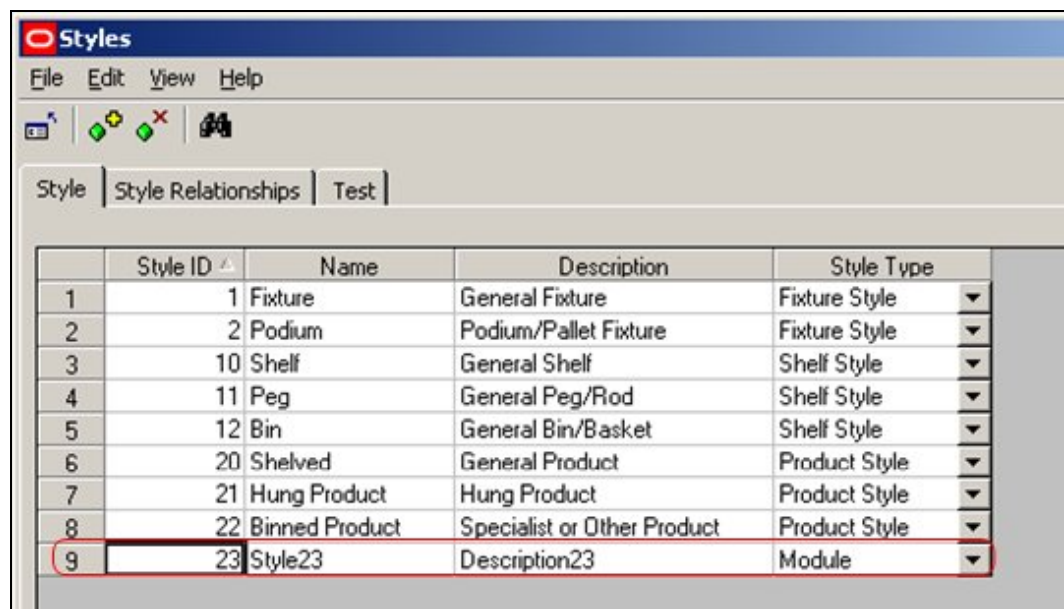 Styles
File Edit View Help
Style Style Relationships Test
Style ID Name Description Style Type
1 1 Fixture General Fixture Fixture Style
2 2 Podium Podium/Pallet Fixture Fixture Style
3 10 Shelf General Shelf Shelf Style
4 11 Peg General Peg/Rod Shelf Style
5 12 Bin General Bin/Basket Shelf Style
6 20 Shelved General Product Product Style
7 21 Hung Product Hung Product Product Style
8 22 Binned Product Specialist or Other Product Product Style
9 23 Style23 Description23 Module